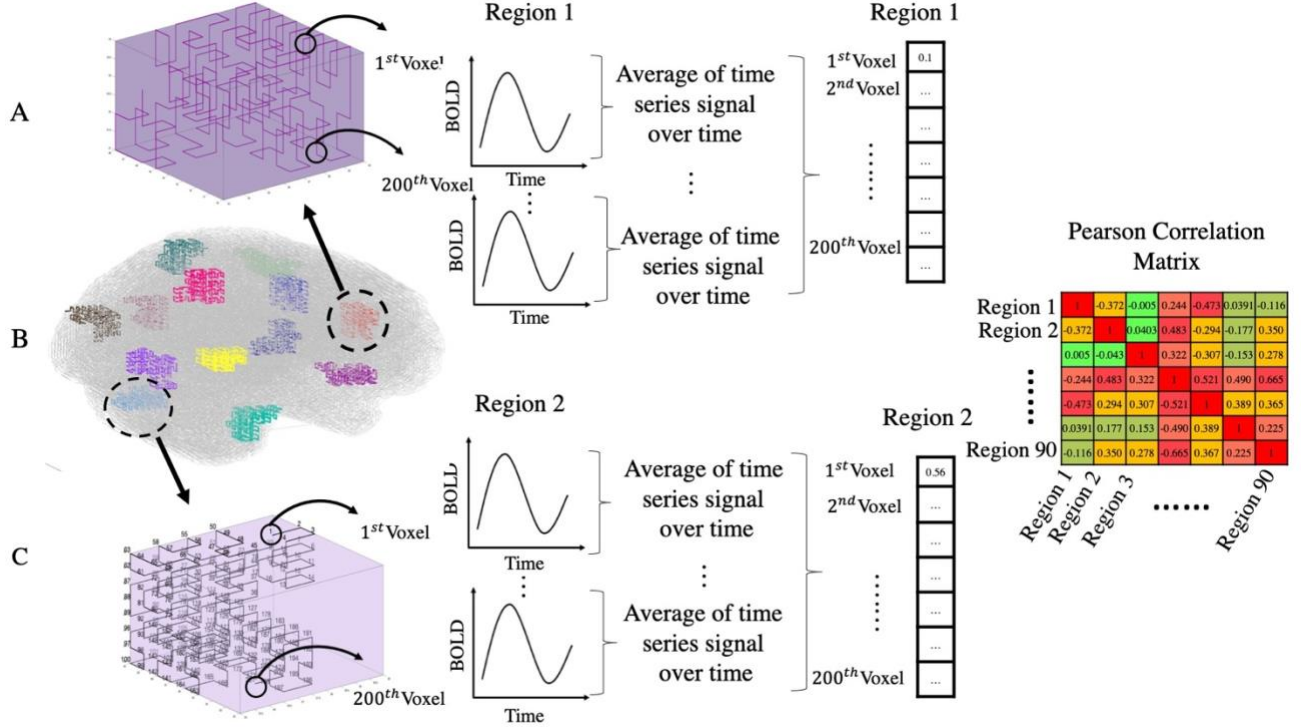 A
1st Voxel
200th Voxel
Region 1
BOLD
Time
BOLD
Time
Average of time
series signal
over time
Average of time
series signal
over time
Region 1
1st Voxel
0.1
2nd Voxel
...
...
...
...
...
200th Voxel
...
B
Pearson Correlation
Matrix
Region 1 1 -0.372 -0.005 0.244 -0.473 0.0391 -0.116
Region 2 -0.372 1 0.0403 0.483 -0.294 -0.177 0.350
0.005 -0.043 1 0.322 -0.307 -0.153 0.278
-0.244 0.483 0.322 1 0.521 0.490 0.665
-0.473 0.294 0.307 -0.521 1 0.389 0.365
0.0391 0.177 0.153 -0.490 0.389 1 0.225
Region 90 -0.116 0.350 0.278 -0.665 0.367 0.225 1
Region 1
Region 2
Region 3
......
Region 90
C
1st Voxel
200th Voxel
Region 2
BOLL
Time
BOLD
Time
Average of time
series signal
over time
Average of time
series signal
over time
Region 2
1st Voxel
0.56
2nd Voxel
...
...
...
...
...
200th Voxel
...